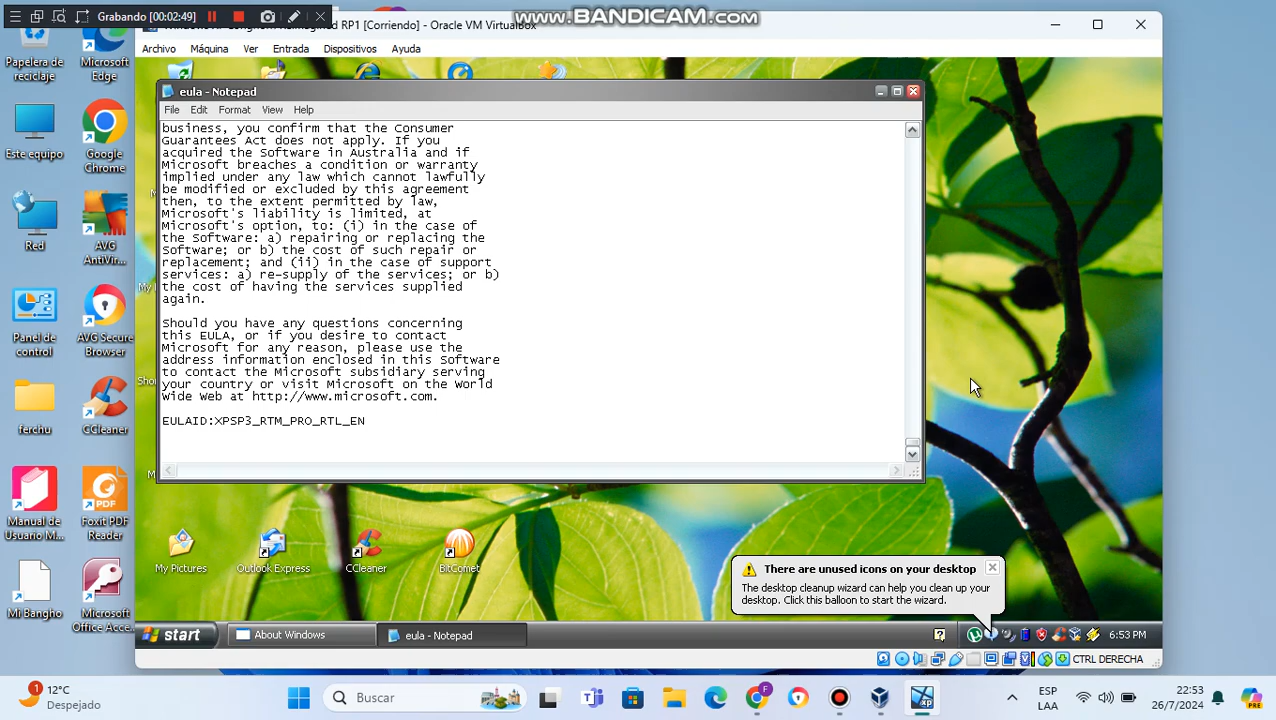 Grabando [00:02:49]
www.BANDICAM.com
RP1 [Corriendo] - Oracle VM VirtualBox
Archivo Máquina Ver Entrada Dispositivos Ayuda
Papelera de reciclaje
Microsoft Edge
Este equipo
Google Chrome
Red
AVG AntiVir...
Panel de control
AVG Secure Browser
ferchu
CCleaner
Manual de Usuario M...
Foxit PDF Reader
Mi Bangho
Microsoft Office Acce...
eula - Notepad
File Edit Format View Help
business, you confirm that the Consumer
Guarantees Act does not apply. If you
acquired the Software in Australia and if
Microsoft breaches a condition or warranty
implied under any law which cannot lawfully
be modified or excluded by this agreement
then, to the extent permitted by law,
Microsoft's liability is limited, at
Microsoft's option, to: (i) in the case of
the Software: a) repairing or replacing the
Software; or b) the cost of such repair or
replacement; and (ii) in the case of support
services: a) re-supply of the services; or b)
the cost of having the services supplied
again.
Should you have any questions concerning
this EULA, or if you desire to contact
Microsoft for any reason, please use the
address information enclosed in this Software
to contact the Microsoft subsidiary serving
your country or visit Microsoft on the World
Wide Web at http://www.microsoft.com.
EULAID:XPSP3_RTM_PRO_RTL_EN
My Pictures
Outlook Express
CCleaner
BitComet
There are unused icons on your desktop
The desktop cleanup wizard can help you clean up your
desktop. Click this balloon to start the wizard.
start
About Windows
eula - Notepad
6:53 PM
CTRL DERECHA
12°C
Despejado
Buscar
ESP
LAA
22:53
26/7/2024